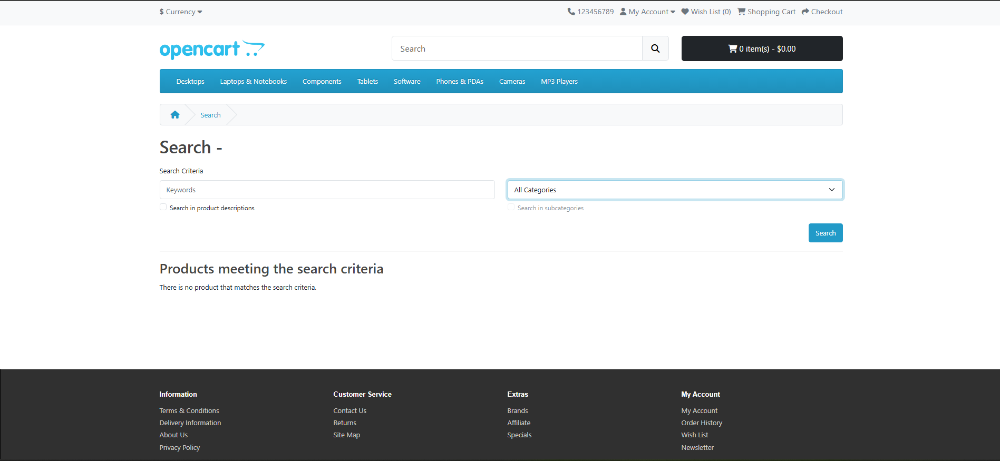 $ Currency
123456789 My Account Wish List (0) Shopping Cart Checkout
opencart
Search
0 item(s) - $0.00
Desktops Laptops & Notebooks Components Tablets Software Phones & PDAs Cameras MP3 Players
Search
Search -
Search Criteria
Keywords
All Categories
Search in product descriptions
Search in subcategories
Search
Products meeting the search criteria
There is no product that matches the search criteria.
Information
Terms & Conditions
Delivery Information
About Us
Privacy Policy
Customer Service
Contact Us
Returns
Site Map
Extras
Brands
Affiliate
Specials
My Account
My Account
Order History
Wish List
Newsletter